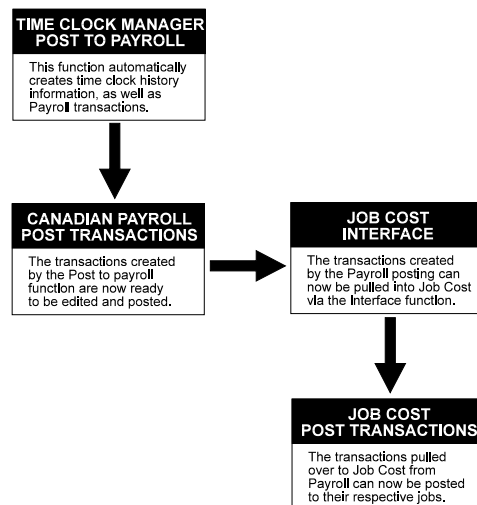 TIME CLOCK MANAGER
POST TO PAYROLL
This function automatically
creates time clock history
information, as well as
Payroll transactions.
CANADIAN PAYROLL
POST TRANSACTIONS
The transactions created
by the Post to payroll
function are now ready
to be edited and posted.
JOB COST
INTERFACE
The transactions created
by the Payroll posting can
now be pulled into Job Cost
via the Interface function.
JOB COST
POST TRANSACTIONS
The transactions pulled
over to Job Cost from
Payroll can now be posted
to their respective jobs.